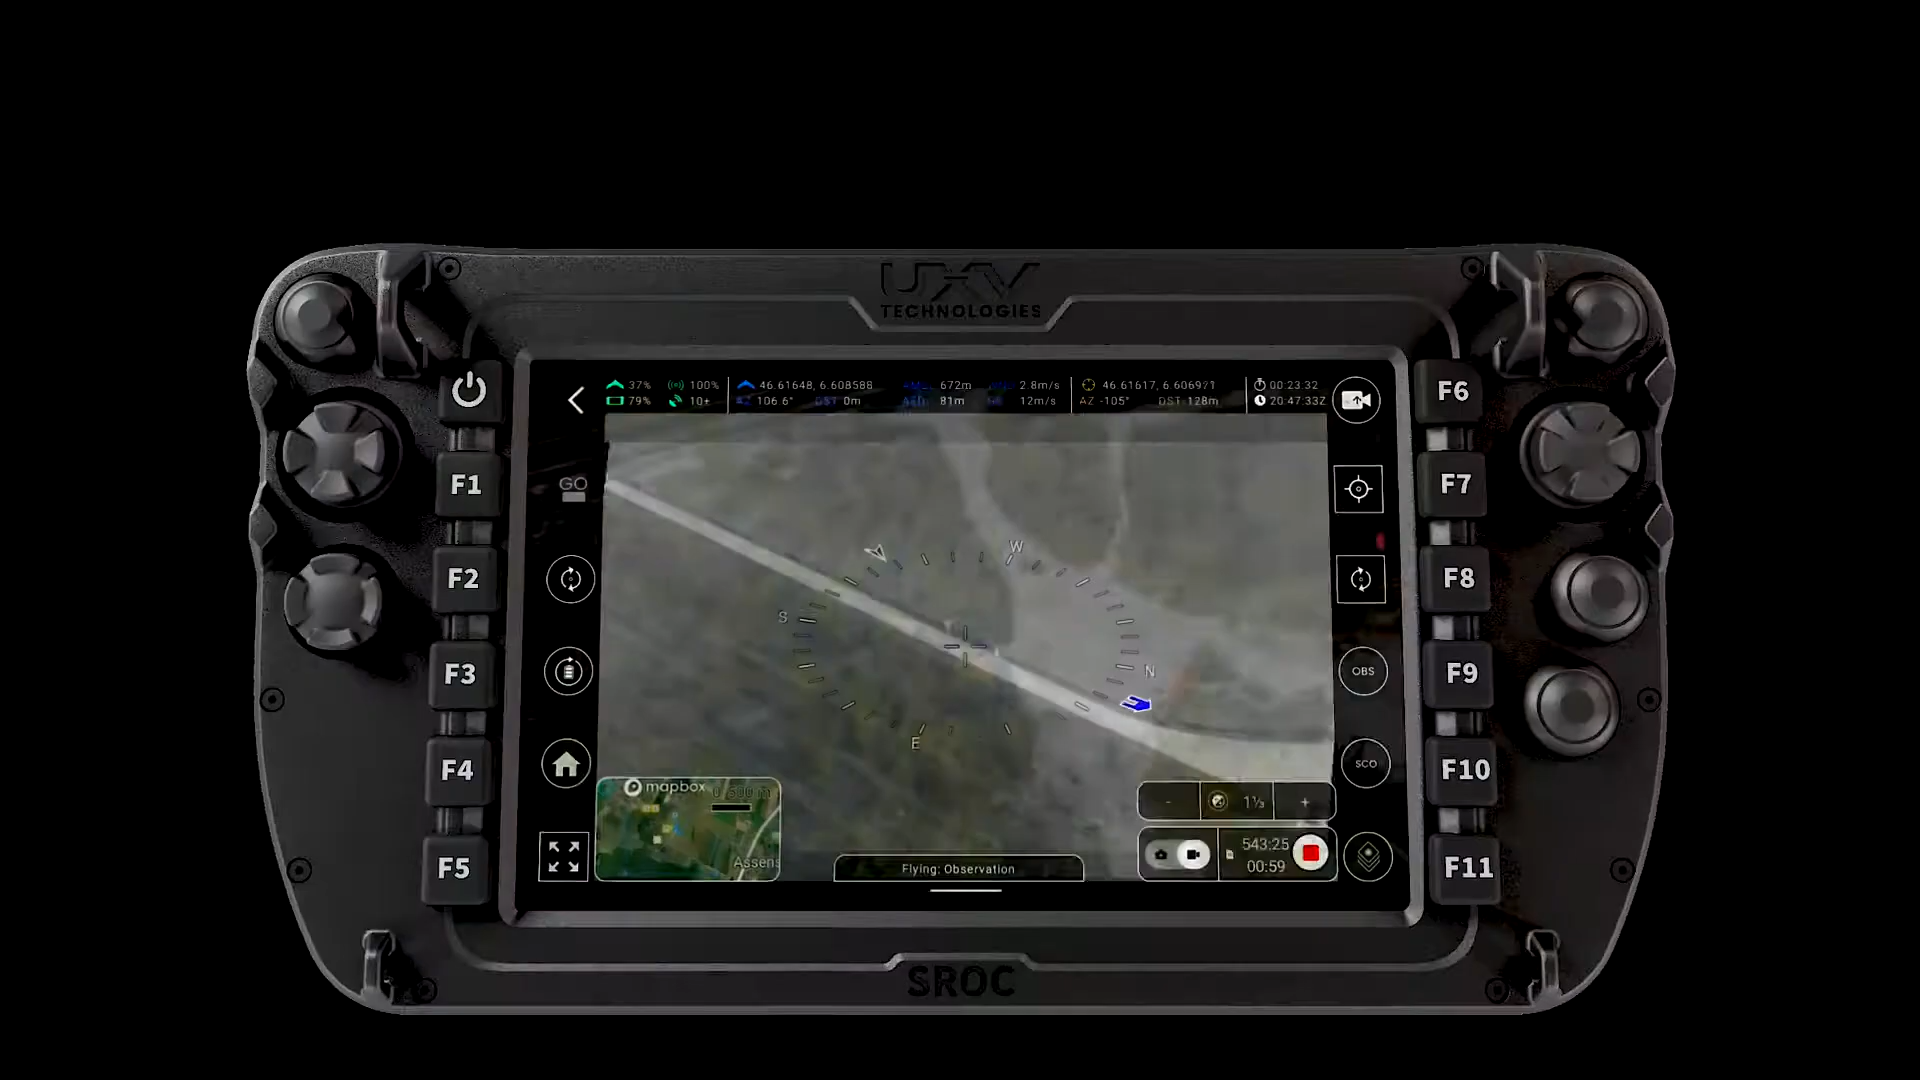 UXV
TECHNOLOGIES
37% 100% 46.61648, 6.608588 672m 2.8m/s 46.61617, 6.606971 00:23:32
79% 10+ AZ 106.6° DST 0m 81m 12m/s AZ -105° DST 128m 20:47:33Z
GO
W
S
N
E
OBS
SCO
mapbox
Assens
- 1⅓ +
543:25
00:59
Flying: Observation
F1
F2
F3
F4
F5
F6
F7
F8
F9
F10
F11
SROC